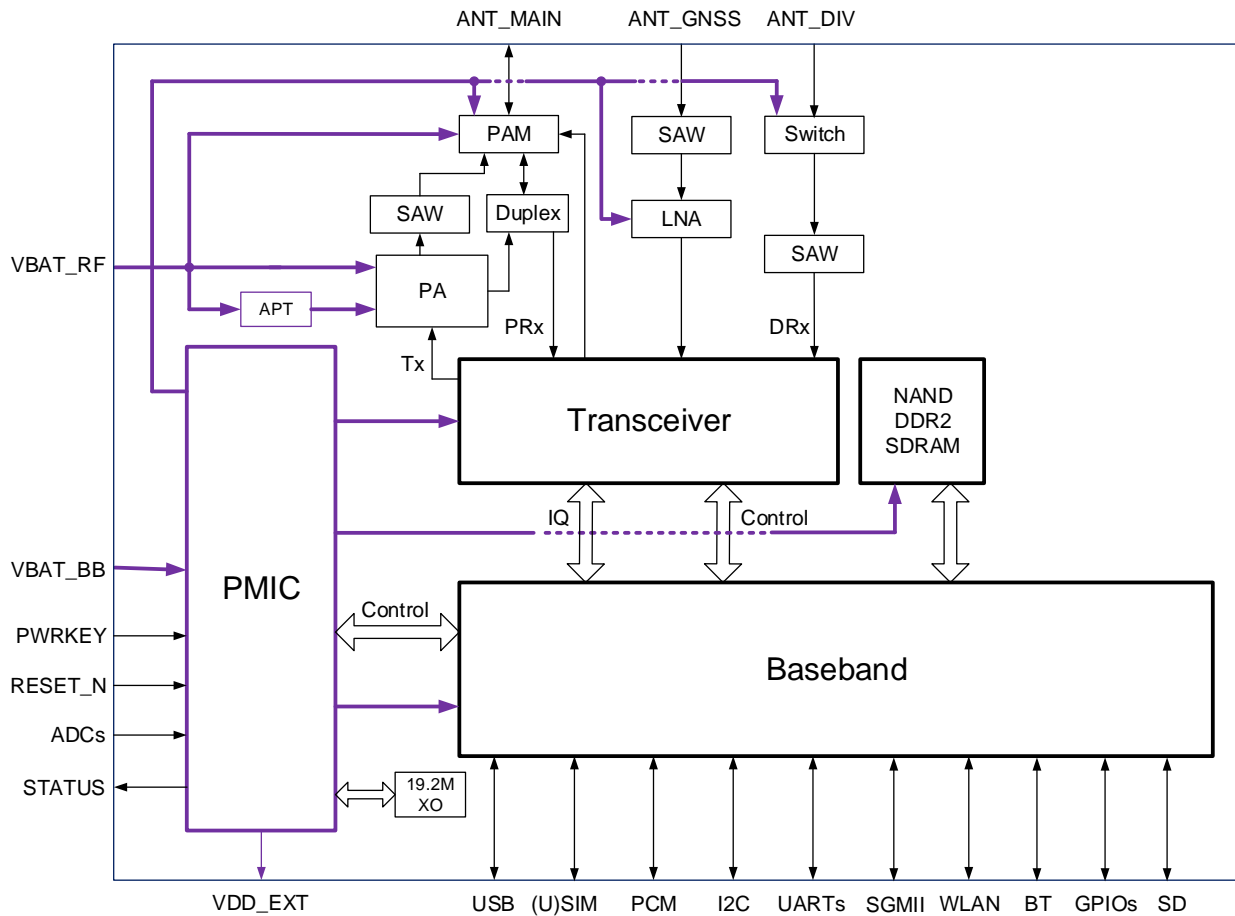 ANT_MAIN ANT_GNSS ANT_DIV
PAM
SAW
Switch
SAW
Duplex
LNA
SAW
VBAT_RF
PA
APT
PRx
DRx
Tx
Transceiver
NAND
DDR2
SDRAM
IQ
Control
VBAT_BB
PMIC
Control
PWRKEY
Baseband
RESET_N
ADCs
STATUS
19.2M
XO
VDD_EXT
USB (U)SIM PCM I2C UARTs SGMII WLAN BT GPIOs SD